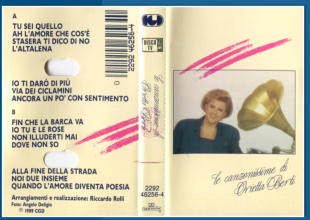 A
TU SEI QUELLO
AH L'AMORE CHE COS'È
STASERA TI DICO DI NO
L'ALTALENA
IO TI DARÒ DI PIÙ
VIA DEI CICLAMINI
ANCORA UN PO' CON SENTIMENTO
B
FIN CHE LA BARCA VA
IO TU E LE ROSE
NON ILLUDERTI MAI
DOVE NON SO
ALLA FINE DELLA STRADA
NOI DUE INSIEME
QUANDO L'AMORE DIVENTA POESIA
Arrangiamenti e realizzazione: Riccardo Rolli
Foto: Angelo Deligio
℗ 1989 CGD
2292 46256-4
2292
46256-4
DISCO
TV
le canzonissime di
Orietta Berti